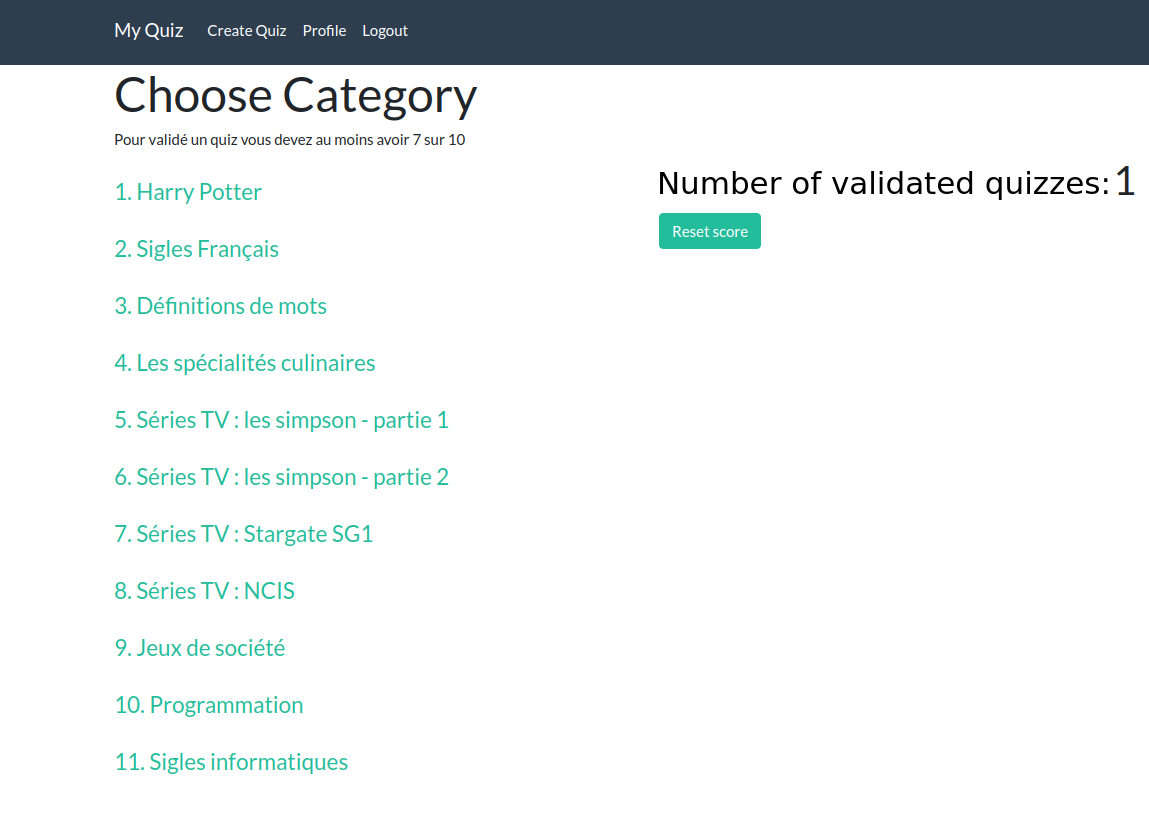 My Quiz Create Quiz Profile Logout
Choose Category
Pour validé un quiz vous devez au moins avoir 7 sur 10
1. Harry Potter
2. Sigles Français
3. Définitions de mots
4. Les spécialités culinaires
5. Séries TV : les simpson - partie 1
6. Séries TV : les simpson - partie 2
7. Séries TV : Stargate SG1
8. Séries TV : NCIS
9. Jeux de société
10. Programmation
11. Sigles informatiques
Number of validated quizzes: 1
Reset score